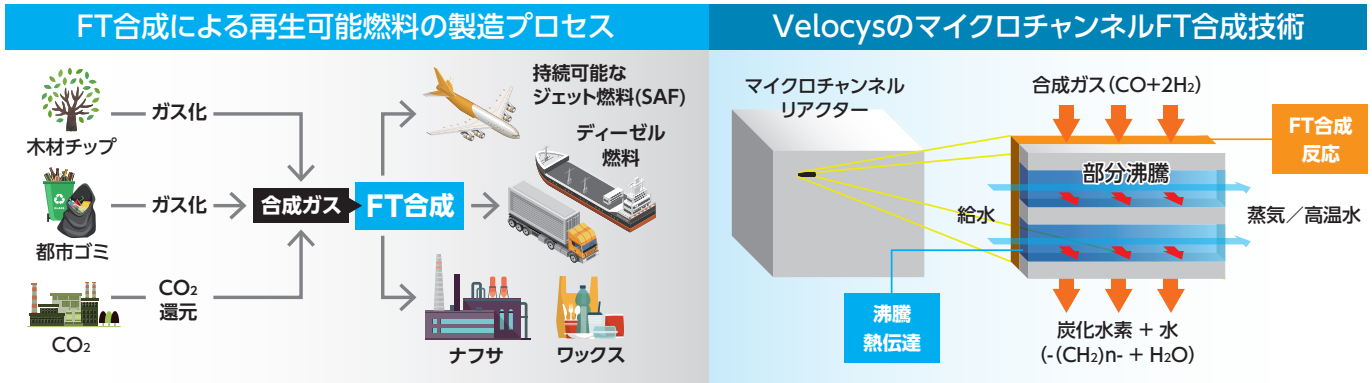 FT合成による再生可能燃料の製造プロセス
木材チップ
ガス化
都市ゴミ
ガス化
CO₂
CO₂
還元
合成ガス
FT合成
持続可能な
ジェット燃料(SAF)
ディーゼル
燃料
ナフサ
ワックス
VelocysのマイクロチャンネルFT合成技術
マイクロチャンネル
リアクター
合成ガス(CO+2H₂)
FT合成
反応
部分沸騰
給水
蒸気／高温水
沸騰
熱伝達
炭化水素 + 水
(-(CH₂)n- + H₂O)